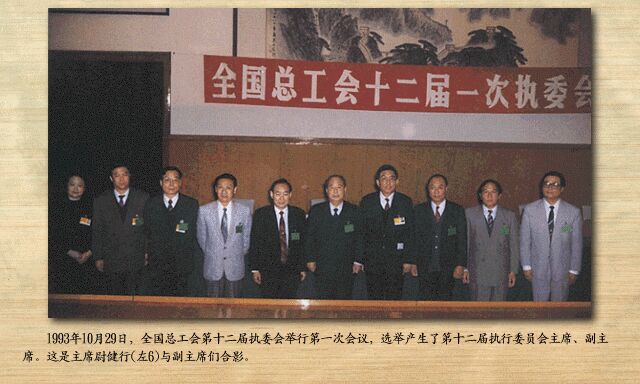 全国总工会十二届一次执委会
1993年10月29日，全国总工会第十二届执委会举行第一次会议，选举产生了第十二届执行委员会主席、副主
席。这是主席尉健行(左6)与副主席们合影。